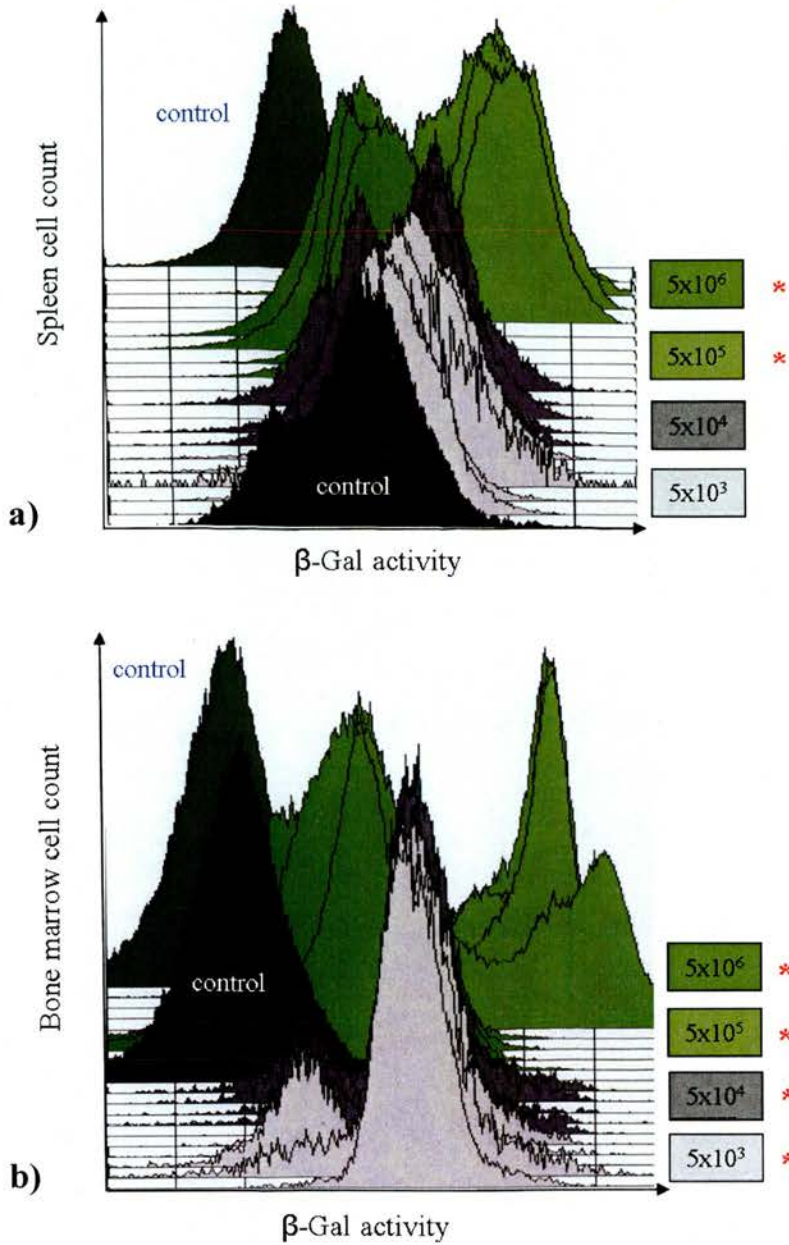 control
Spleen cell count
5x10⁶ *
5x10⁵ *
5x10⁴
5x10³
control
a)
β-Gal activity
control
Bone marrow cell count
control
5x10⁶ *
5x10⁵ *
5x10⁴ *
5x10³ *
b)
β-Gal activity